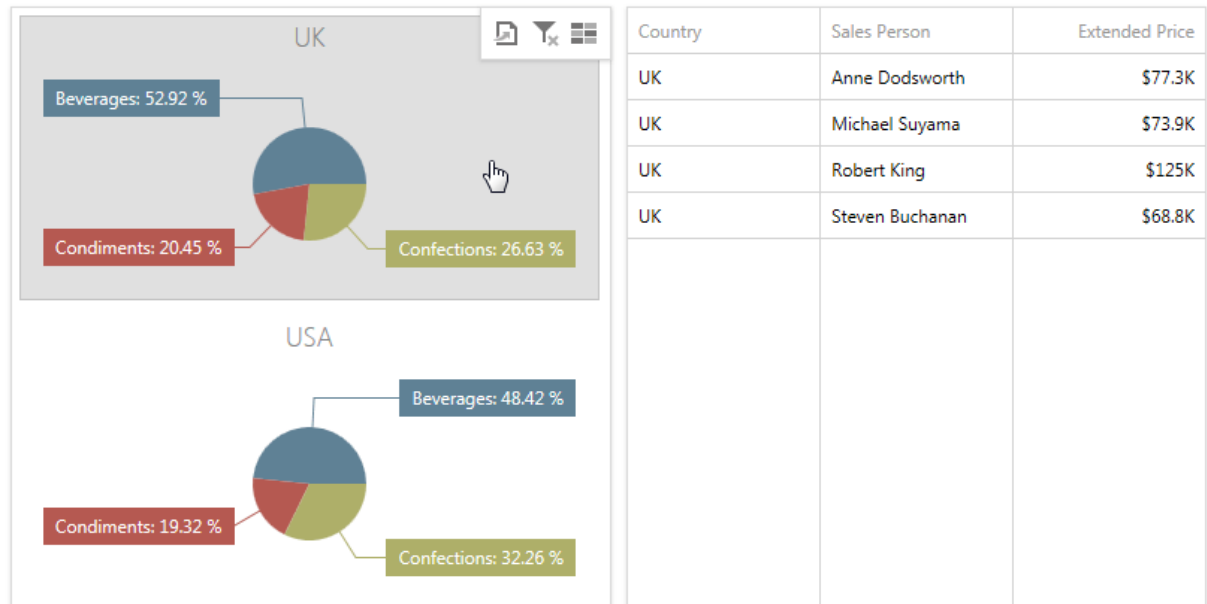 UK
Beverages: 52.92 %
Condiments: 20.45 %
Confections: 26.63 %
USA
Beverages: 48.42 %
Condiments: 19.32 %
Confections: 32.26 %
Country Sales Person Extended Price
UK Anne Dodsworth $77.3K
UK Michael Suyama $73.9K
UK Robert King $125K
UK Steven Buchanan $68.8K